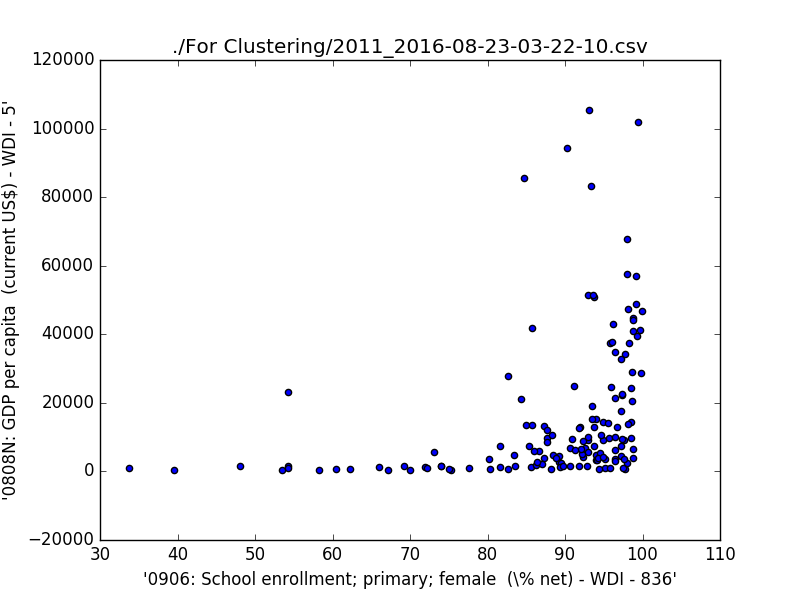 ./For Clustering/2011_2016-08-23-03-22-10.csv
120000
100000
80000
60000
40000
20000
0
−20000
'0808N: GDP per capita (current US$) - WDI - 5'
30 40 50 60 70 80 90 100 110
'0906: School enrollment; primary; female (\% net) - WDI - 836'